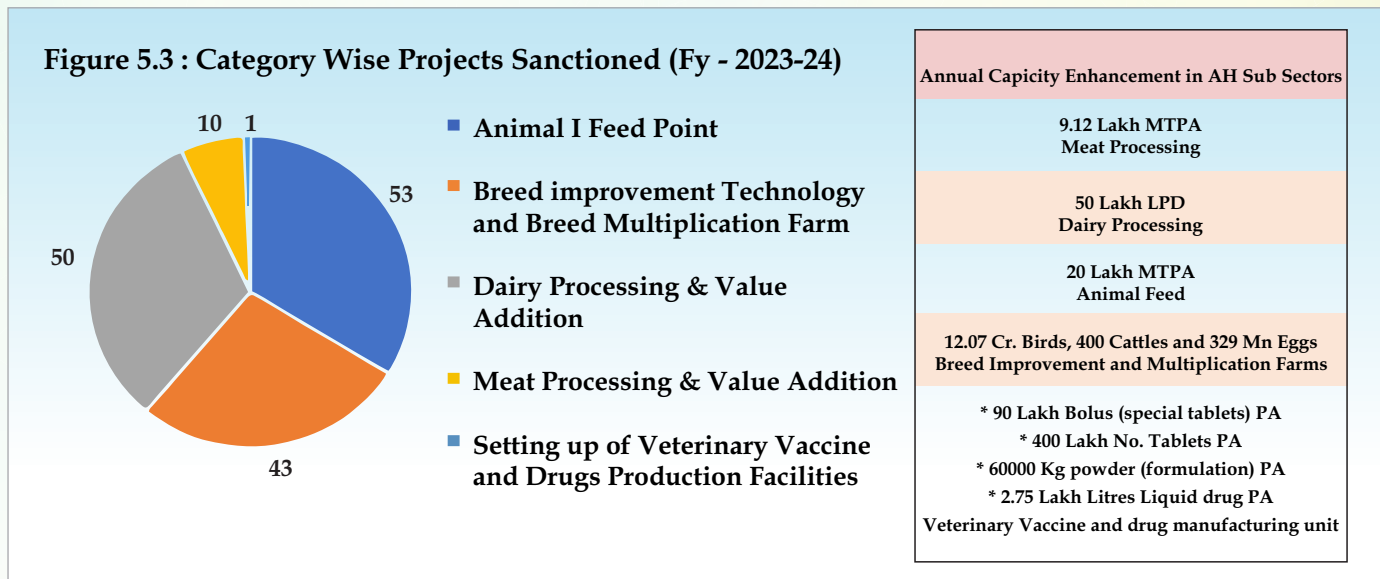 Figure 5.3 : Category Wise Projects Sanctioned (Fy - 2023-24)
10
1
53
50
43
Animal I Feed Point
Breed improvement Technology
and Breed Multiplication Farm
Dairy Processing & Value
Addition
Meat Processing & Value Addition
Setting up of Veterinary Vaccine
and Drugs Production Facilities
Annual Capicity Enhancement in AH Sub Sectors
9.12 Lakh MTPA
Meat Processing
50 Lakh LPD
Dairy Processing
20 Lakh MTPA
Animal Feed
12.07 Cr. Birds, 400 Cattles and 329 Mn Eggs
Breed Improvement and Multiplication Farms
* 90 Lakh Bolus (special tablets) PA
* 400 Lakh No. Tablets PA
* 60000 Kg powder (formulation) PA
* 2.75 Lakh Litres Liquid drug PA
Veterinary Vaccine and drug manufacturing unit